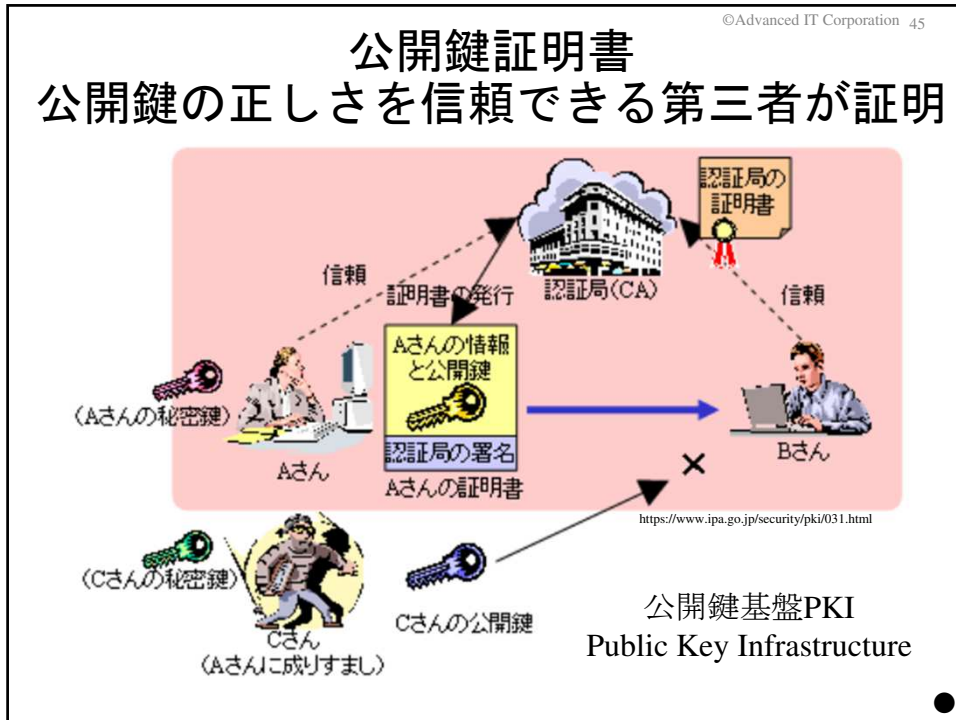 ©Advanced IT Corporation 45
公開鍵証明書
公開鍵の正しさを信頼できる第三者が証明
認証局の
証明書
信頼
証明書の発行
認証局(CA)
信頼
Aさんの情報
と公開鍵
(Aさんの秘密鍵)
認証局の署名
Aさん
Aさんの証明書
Bさん
https://www.ipa.go.jp/security/pki/031.html
(Cさんの秘密鍵)
Cさんの公開鍵
Cさん
(Aさんに成りすまし)
公開鍵基盤PKI
Public Key Infrastructure